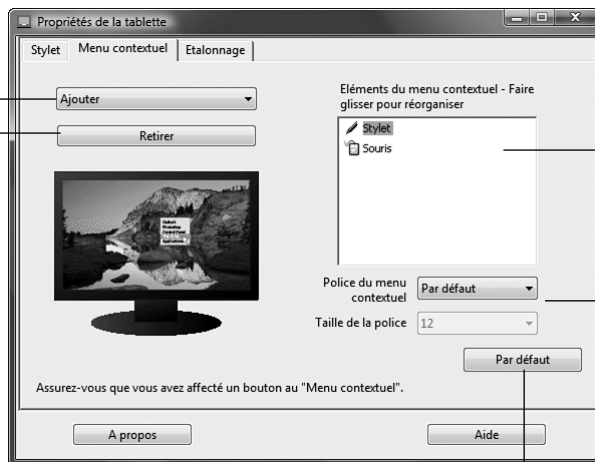 Propriétés de la tablette
Stylet
Menu contextuel
Etalonnage
Ajouter
Retirer
Eléments du menu contextuel - Faire
glisser pour réorganiser
Stylet
Souris
Police du menu
contextuel
Par défaut
Taille de la police
12
Par défaut
Assurez-vous que vous avez affecté un bouton au "Menu contextuel".
A propos
Aide